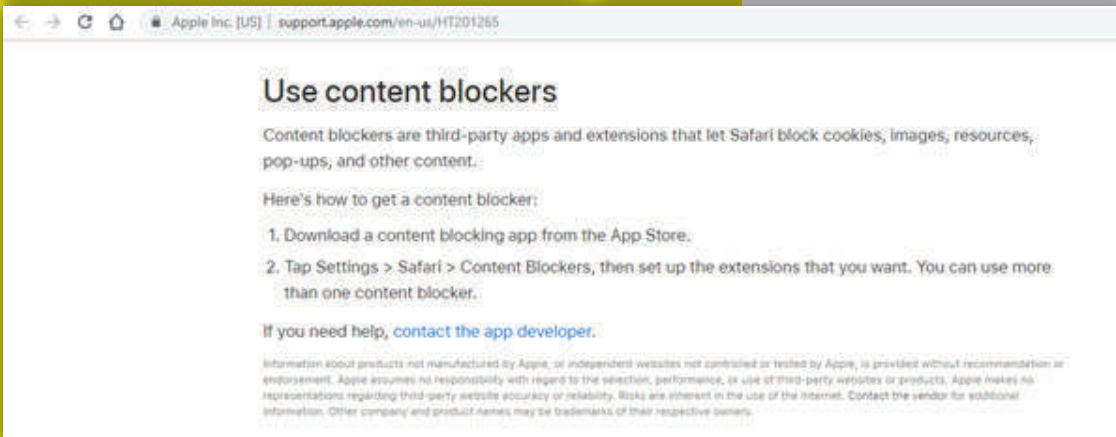 Apple Inc. [US] | support.apple.com/en-us/HT201265
Use content blockers
Content blockers are third-party apps and extensions that let Safari block cookies, images, resources,
pop-ups, and other content.
Here's how to get a content blocker:
1. Download a content blocking app from the App Store.
2. Tap Settings > Safari > Content Blockers, then set up the extensions that you want. You can use more
than one content blocker.
If you need help, contact the app developer.
Information about products not manufactured by Apple, or independent websites not controlled or tested by Apple, is provided without recommendation or
endorsement. Apple assumes no responsibility with regard to the selection, performance, or use of third-party websites or products. Apple makes no
representations regarding third-party website accuracy or reliability. Risks are inherent in the use of the Internet. Contact the vendor for additional
information. Other company and product names may be trademarks of their respective owners.